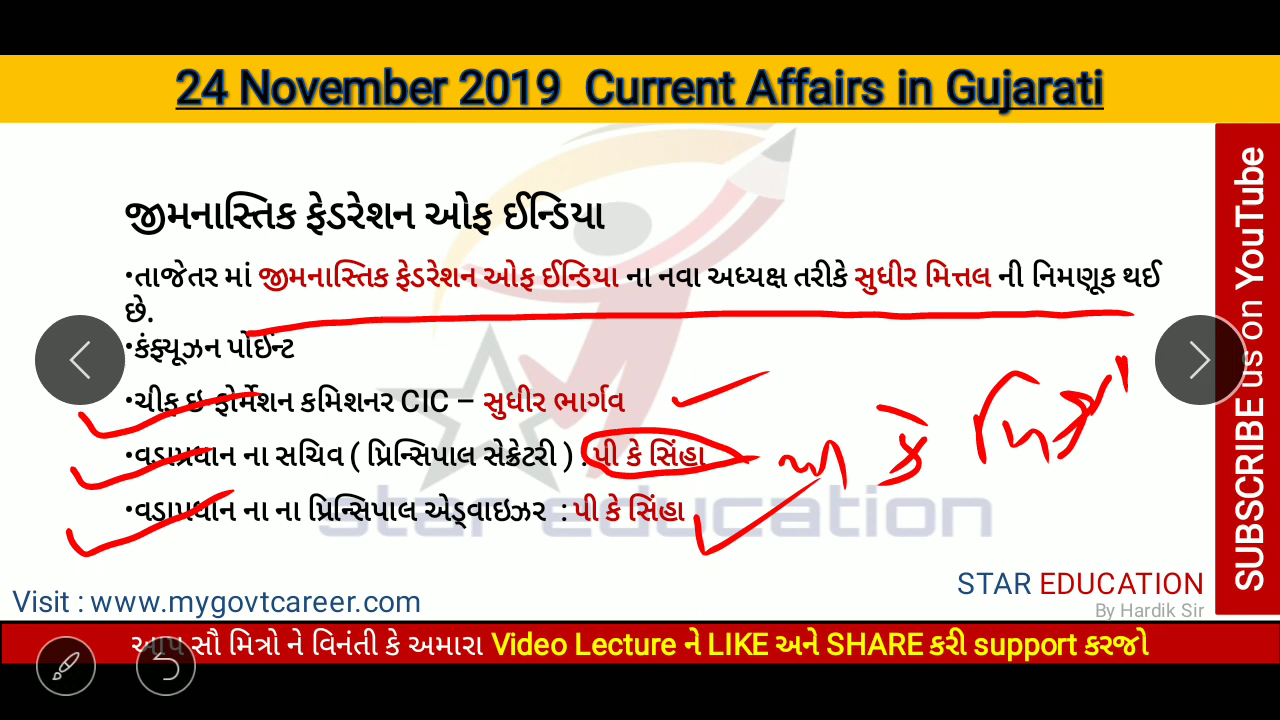 24 November 2019 Current Affairs in Gujarati
જીમનાસ્તિક ફેડરેશન ઓફ ઈન્ડિયા
•તાજેતર માં જીમનાસ્તિક ફેડરેશન ઓફ ઈન્ડિયા ના નવા અધ્યક્ષ તરીકે સુધીર મિત્તલ ની નિમણૂક થઈ
છે.
•કંફ્યૂઝન પોઇન્ટ
•ચીફ ઇન્ફોર્મેશન કમિશનર CIC – સુધીર ભાર્ગવ
•વડાપ્રધાન ના સચિવ ( પ્રિન્સિપાલ સેક્રેટરી ) : પી કે સિંહા
પી કે મિશ્રા
•વડાપ્રધાન ના ના પ્રિન્સિપાલ એડ્વાઇઝર : પી કે સિંહા
star education
STAR EDUCATION
By Hardik Sir
Visit : www.mygovtcareer.com
આપ સૌ મિત્રો ને વિનંતી કે અમારા Video Lecture ને LIKE અને SHARE કરી support કરજો
SUBSCRIBE us on YouTube